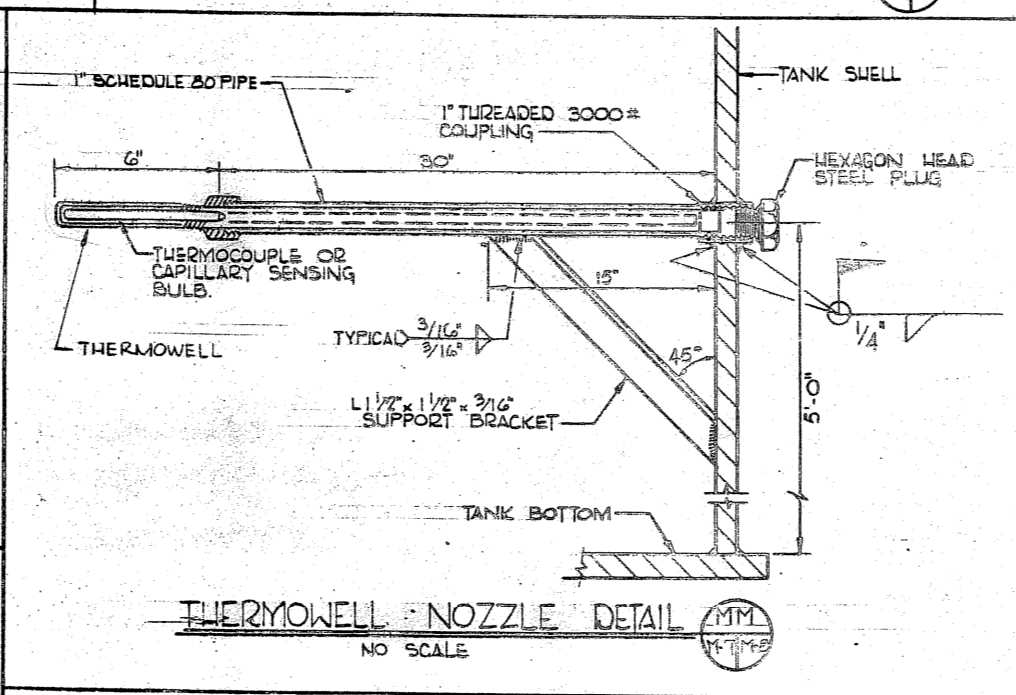 1" SCHEDULE 80 PIPE
TANK SHELL
1" THREADED 3000#
COUPLING
6"
30"
HEXAGON HEAD
STEEL PLUG
THERMOCOUPLE OR
CAPILLARY SENSING
BULB.
15"
TYPICAL 3/16"
3/16"
1/4"
THERMOWELL
45°
5'-0"
L 1 1/2" x 1 1/2" x 3/16"
SUPPORT BRACKET
TANK BOTTOM
THERMOWELL NOZZLE DETAIL
NO SCALE
MM
M-7